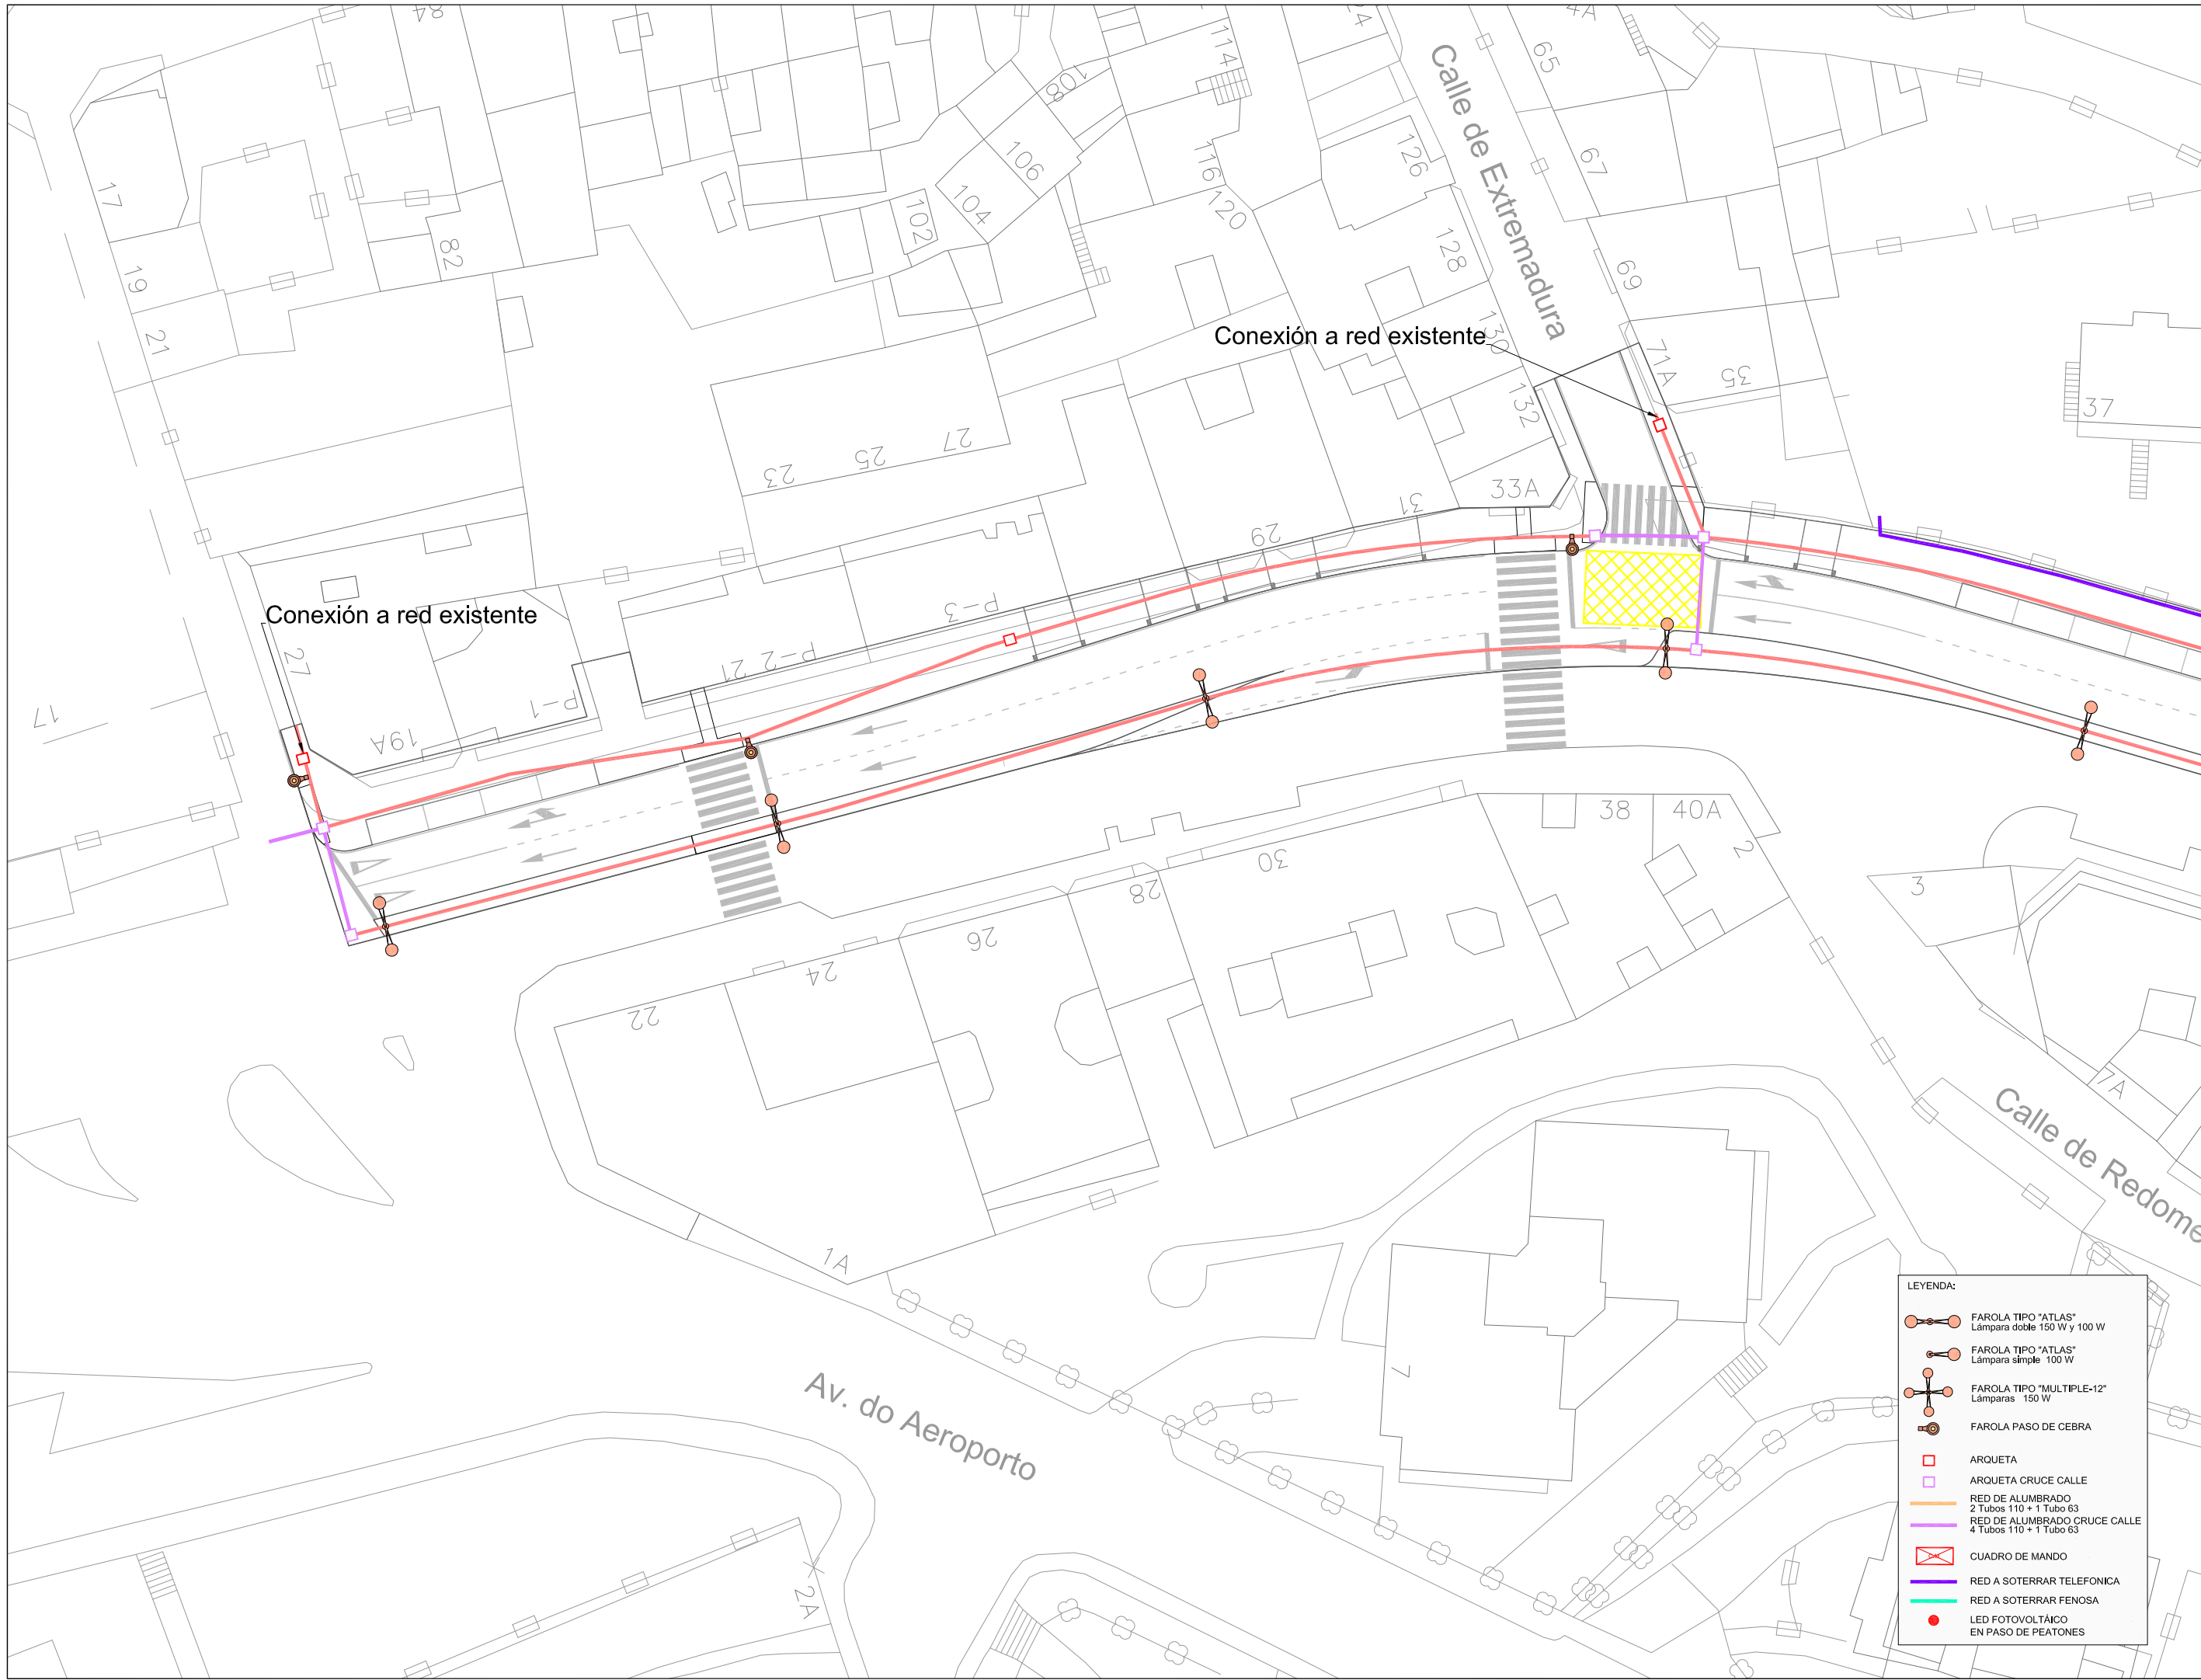 84
114
124
4A
65
108
106
116
126
67
17
104
102
120
128
Calle de Extremadura
82
19
69
21
130
Conexión a red existente
71A
35
37
132
27
25
23
33A
31
29
P-3
Conexión a red existente
27
P-2-21
P-1
17
19A
38
40A
2
30
28
3
26
24
22
7A
Calle de Redome
1A
7
Av. do Aeroporto
2A
LEYENDA:
FAROLA TIPO "ATLAS"
Lámpara doble 150 W y 100 W
FAROLA TIPO "ATLAS"
Lámpara simple 100 W
FAROLA TIPO "MULTIPLE-12"
Lámparas 150 W
FAROLA PASO DE CEBRA
ARQUETA
ARQUETA CRUCE CALLE
RED DE ALUMBRADO
2 Tubos 110 + 1 Tubo 63
RED DE ALUMBRADO CRUCE CALLE
4 Tubos 110 + 1 Tubo 63
CUADRO DE MANDO
RED A SOTERRAR TELEFONICA
RED A SOTERRAR FENOSA
LED FOTOVOLTÁICO
EN PASO DE PEATONES